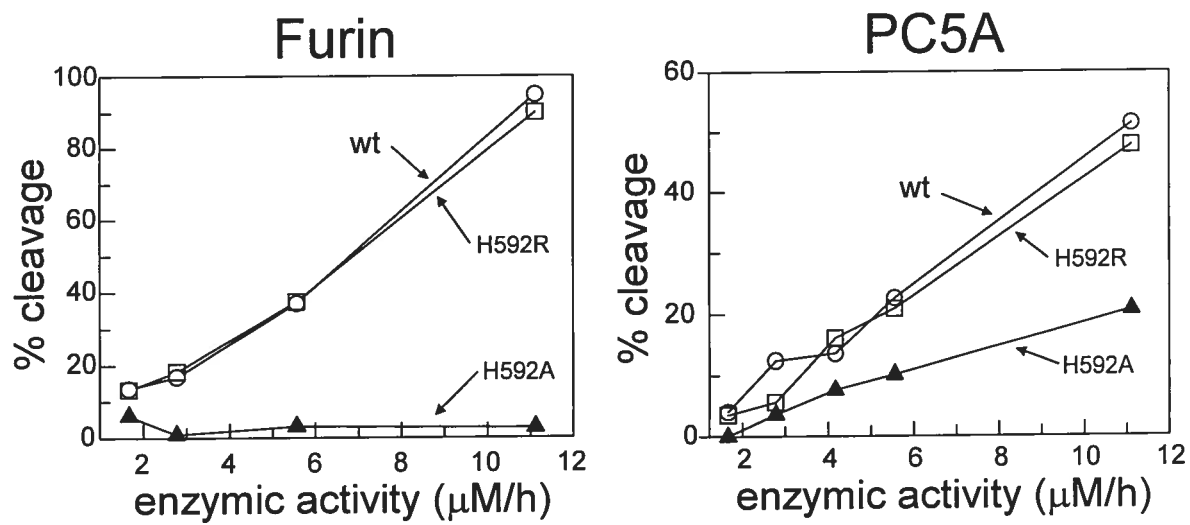 Furin
% cleavage
100
80
60
40
20
0
wt
H592R
H592A
2 4 6 8 10 12
enzymic activity (μM/h)
PC5A
% cleavage
60
40
20
0
wt
H592R
H592A
2 4 6 8 10 12
enzymic activity (μM/h)